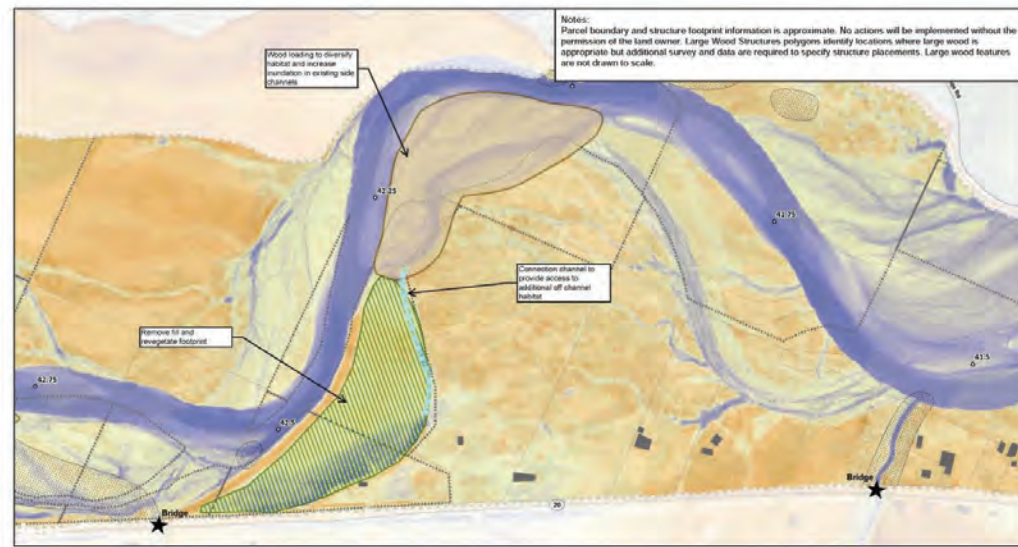 Notes:
Parcel boundary and structure footprint information is approximate. No actions will be implemented without the
permission of the land owner. Large Wood Structures polygons identify locations where large wood is
appropriate but additional survey and data are required to specify structure placements. Large wood features
are not drawn to scale.
Wood loading to diversify
habitat and increase
inundation in existing side
channels
42.25
41.75
Connection channel to
provide access to
additional off channel
habitat
Remove fill and
revegetate footprint
42.75
42.5
41.5
Bridge
Bridge
20